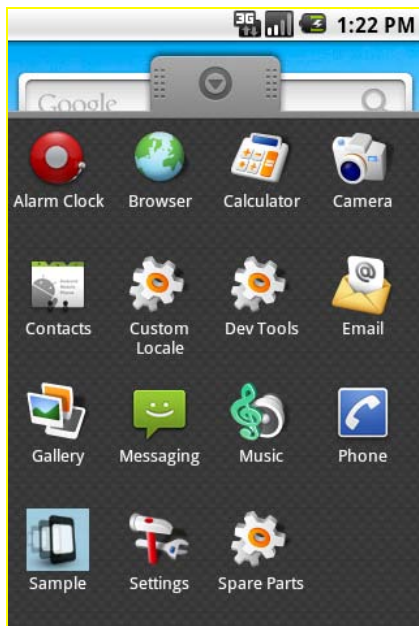 3G 1:22 PM
Google
Alarm Clock Browser Calculator Camera
Contacts Custom Locale Dev Tools Email
@
Gallery Messaging Music Phone
Sample Settings Spare Parts